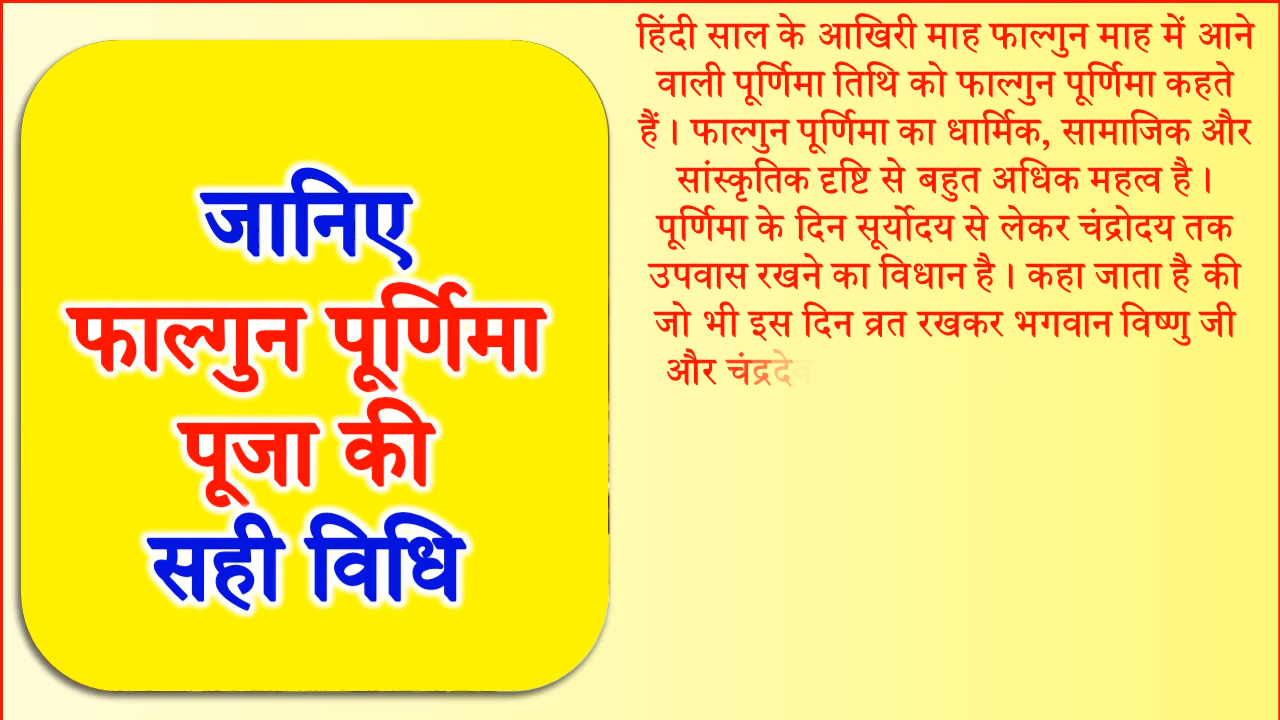 जानिए
फाल्गुन पूर्णिमा
पूजा की
सही विधि
हिंदी साल के आखिरी माह फाल्गुन माह में आने
वाली पूर्णिमा तिथि को फाल्गुन पूर्णिमा कहते
हैं। फाल्गुन पूर्णिमा का धार्मिक, सामाजिक और
सांस्कृतिक दृष्टि से बहुत अधिक महत्व है।
पूर्णिमा के दिन सूर्योदय से लेकर चंद्रोदय तक
उपवास रखने का विधान है। कहा जाता है की
जो भी इस दिन व्रत रखकर भगवान विष्णु जी
और चंद्रदेव